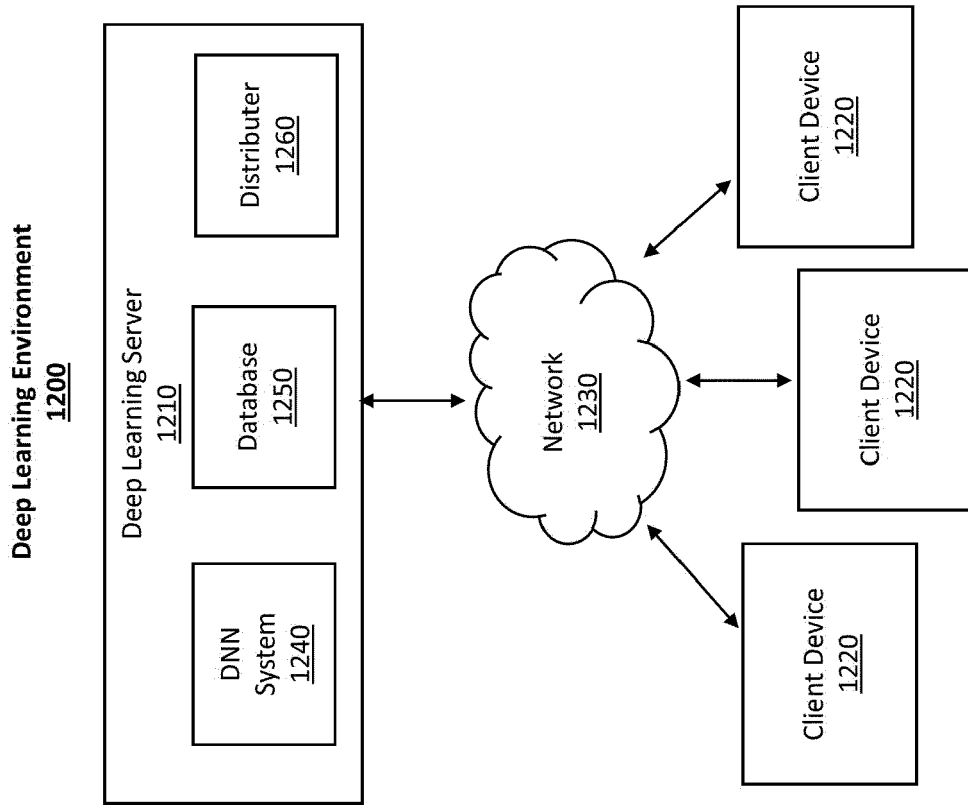 Deep Learning Environment
1200
Deep Learning Server
1210
DNN
System
1240
Database
1250
Distributer
1260
Network
1230
Client Device
1220
Client Device
1220
Client Device
1220